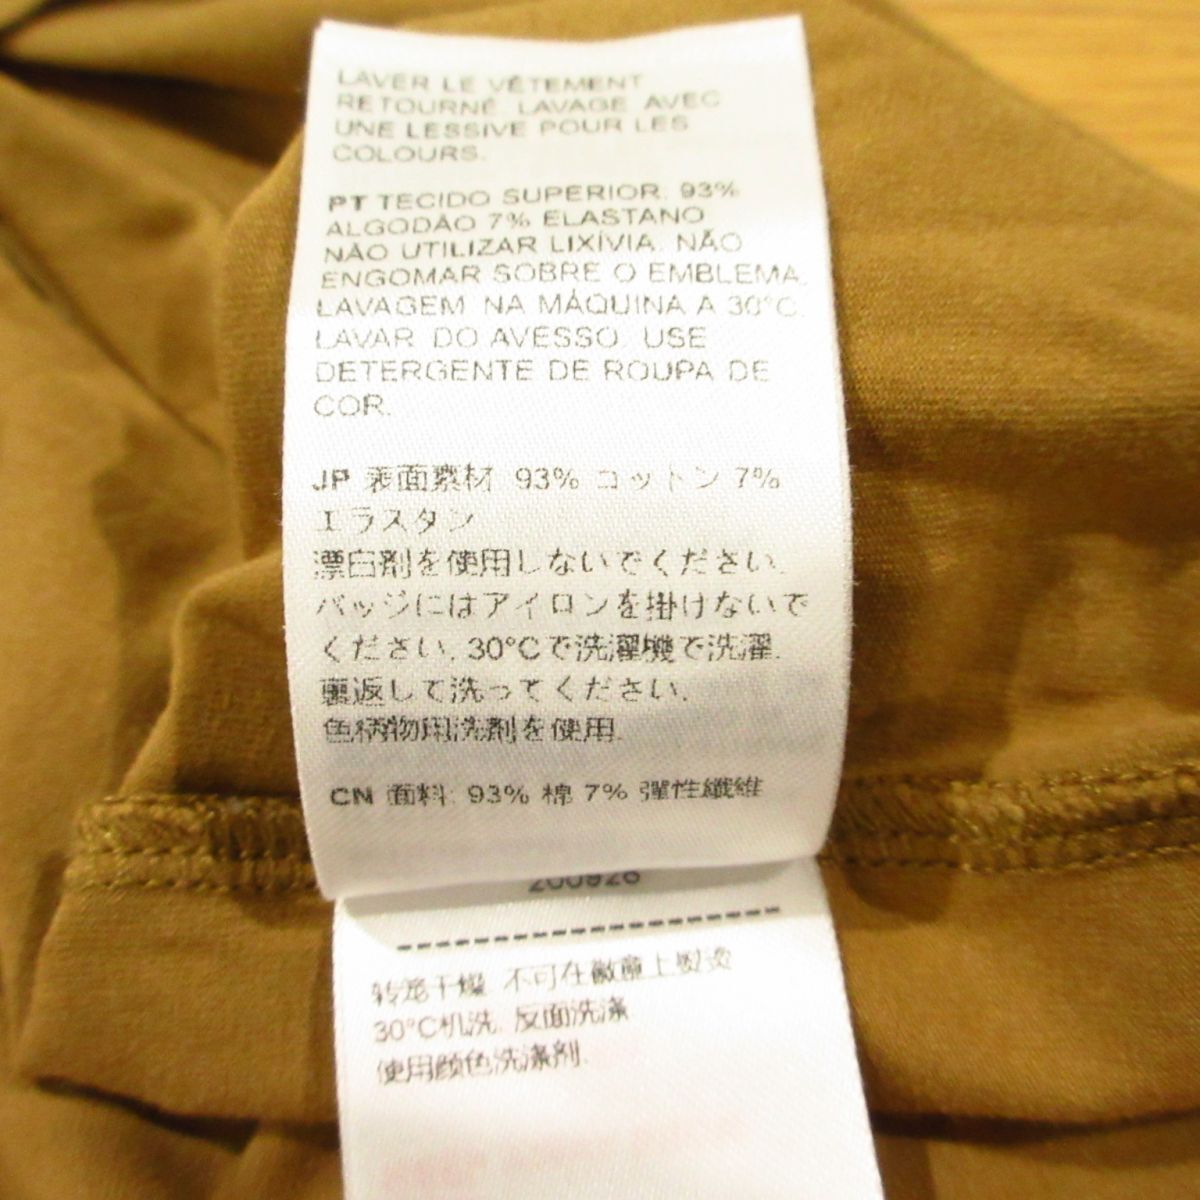 LAVER LE VÊTEMENT
RETOURNÉ. LAVAGE AVEC
UNE LESSIVE POUR LES
COLOURS.
PT TECIDO SUPERIOR: 93%
ALGODÃO 7% ELASTANO
NÃO UTILIZAR LIXÍVIA. NÃO
ENGOMAR SOBRE O EMBLEMA.
LAVAGEM NA MÁQUINA A 30°C.
LAVAR DO AVESSO. USE
DETERGENTE DE ROUPA DE
COR.
JP 表面素材 93% コットン 7%
エラスタン
漂白剤を使用しないでください.
バッジにはアイロンを掛けないで
ください. 30°Cで洗濯機で洗濯.
裏返して洗ってください.
色柄物用洗剤を使用.
CN 面料: 93% 棉 7% 彈性纖維
200926
转笼干燥. 不可在徽章上熨烫
30°C机洗. 反面洗涤
使用颜色洗涤剂.